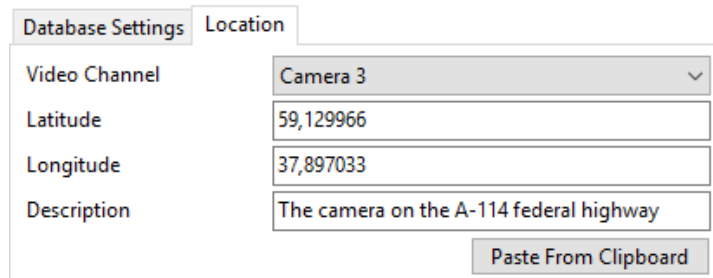 Database Settings Location
Video Channel Camera 3
Latitude 59,129966
Longitude 37,897033
Description The camera on the A-114 federal highway
Paste From Clipboard